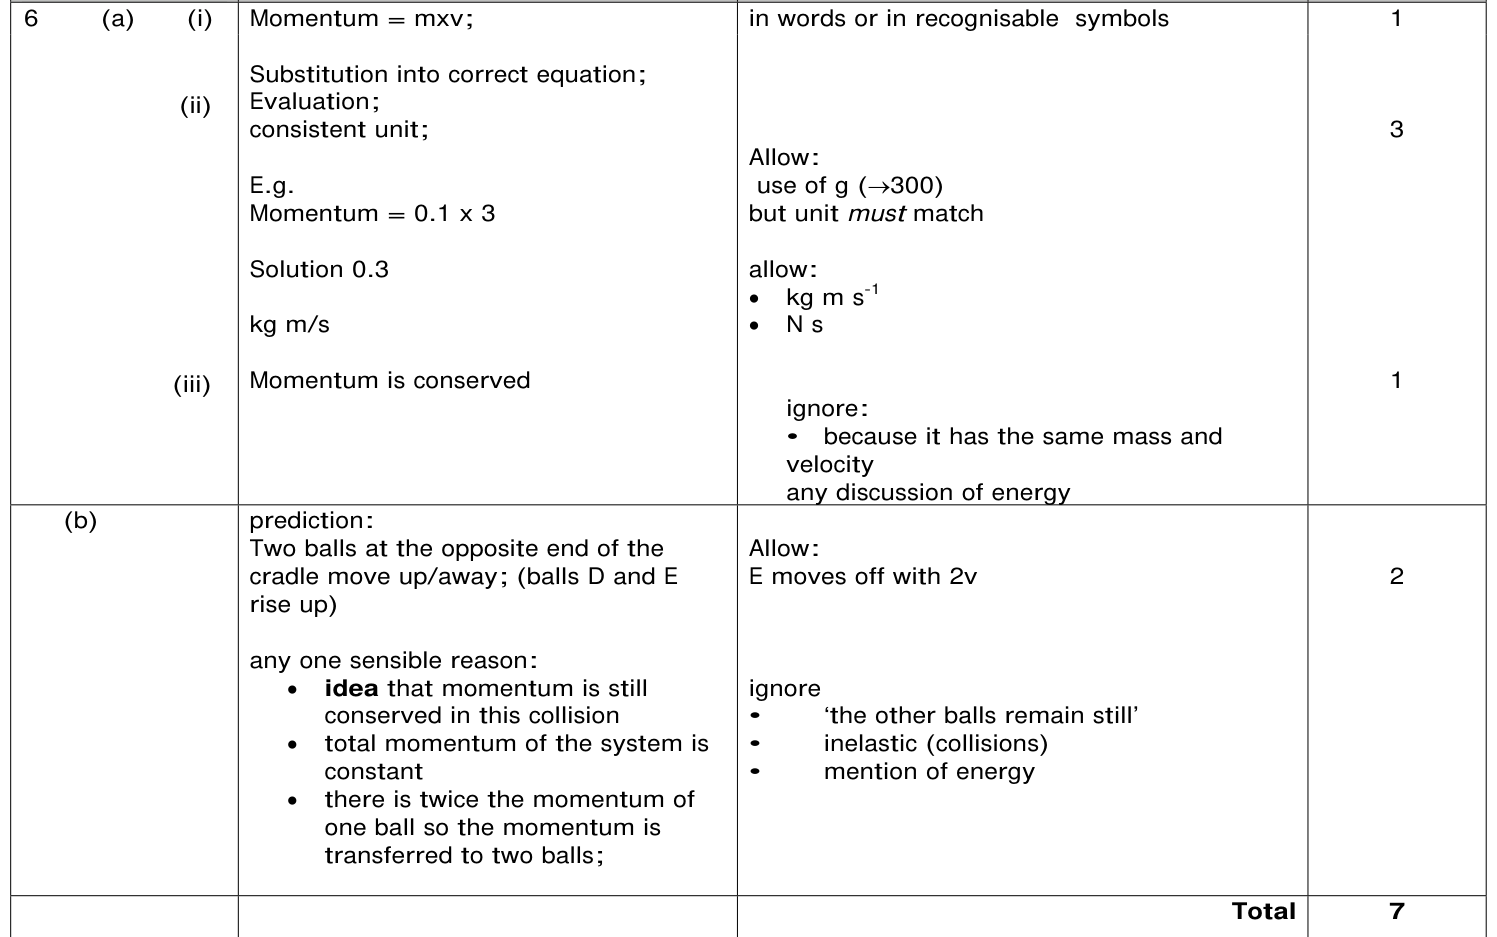 6 (a) (i) Momentum = mxv; in words or in recognisable symbols 1
Substitution into correct equation;
(ii) Evaluation;
consistent unit; 3
Allow:
E.g. use of g (→300)
Momentum = 0.1 x 3 but unit must match
Solution 0.3 allow:
• kg m s-1
kg m/s • N s
(iii) Momentum is conserved 1
ignore:
• because it has the same mass and
velocity
any discussion of energy
(b) prediction:
Two balls at the opposite end of the Allow:
cradle move up/away; (balls D and E E moves off with 2v 2
rise up)
any one sensible reason:
• idea that momentum is still ignore
conserved in this collision • ‘the other balls remain still’
• total momentum of the system is • inelastic (collisions)
constant • mention of energy
• there is twice the momentum of
one ball so the momentum is
transferred to two balls;
Total 7